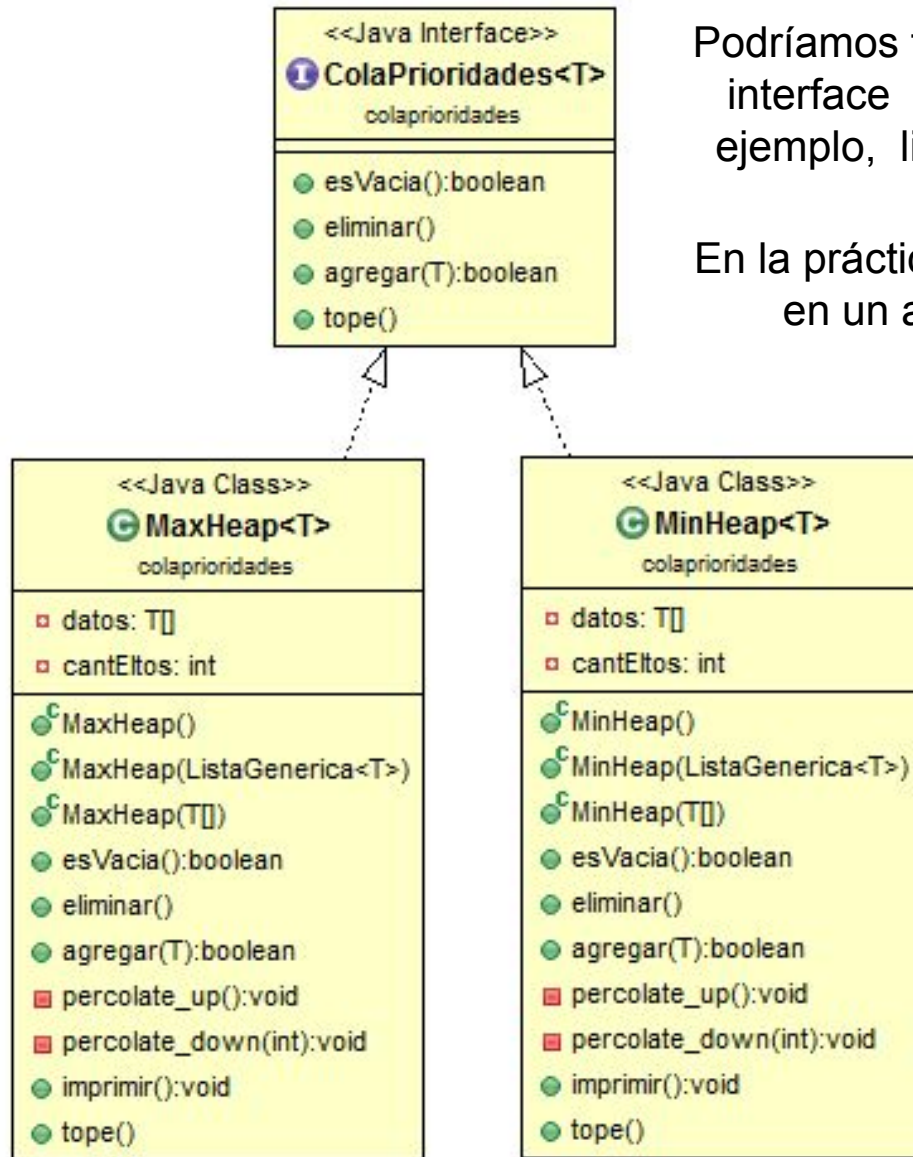 <<Java Interface>>
ColaPrioridades<T>
colaprioridades
esVacia():boolean
eliminar()
agregar(T):boolean
tope()
Podríamos
interface
ejemplo,
En la
en un
<<Java Class>>
MaxHeap<T>
colaprioridades
datos: T[]
cantEltos: int
MaxHeap()
MaxHeap(ListaGenerica<T>)
MaxHeap(T[])
esVacia():boolean
eliminar()
agregar(T):boolean
percolate_up():void
percolate_down(int):void
imprimir():void
tope()
<<Java Class>>
MinHeap<T>
colaprioridades
datos: T[]
cantEltos: int
MinHeap()
MinHeap(ListaGenerica<T>)
MinHeap(T[])
esVacia():boolean
eliminar()
agregar(T):boolean
percolate_up():void
percolate_down(int):void
imprimir():void
tope()